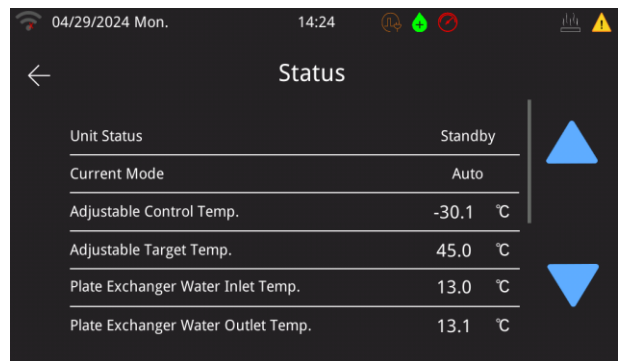 04/29/2024 Mon. 14:24
Status
Unit Status Standby
Current Mode Auto
Adjustable Control Temp. -30.1 ℃
Adjustable Target Temp. 45.0 ℃
Plate Exchanger Water Inlet Temp. 13.0 ℃
Plate Exchanger Water Outlet Temp. 13.1 ℃